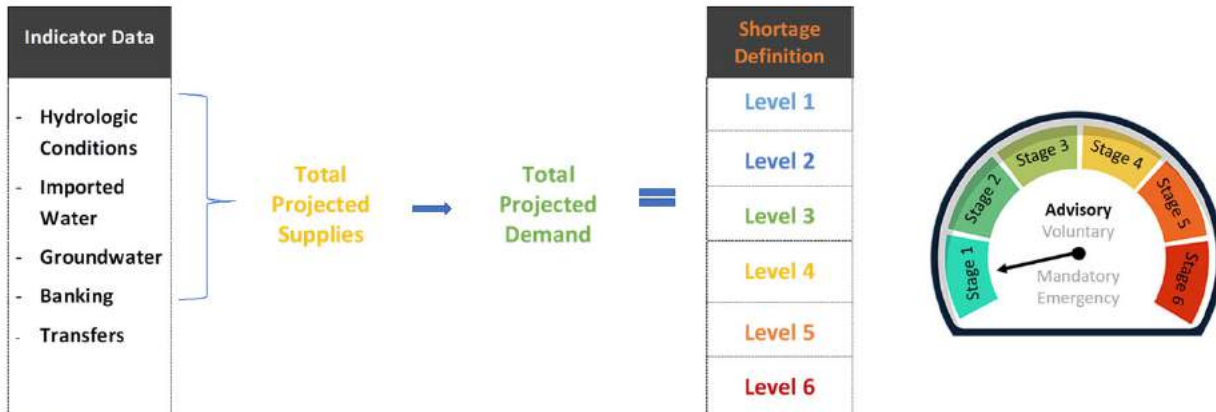 Indicator Data
- Hydrologic
Conditions
- Imported
Water
- Groundwater
- Banking
- Transfers
Total
Projected
Supplies
Total
Projected
Demand
Shortage
Definition
Level 1
Level 2
Level 3
Level 4
Level 5
Level 6
Stage 1
Stage 2
Stage 3
Stage 4
Stage 5
Stage 6
Advisory
Voluntary
Mandatory
Emergency